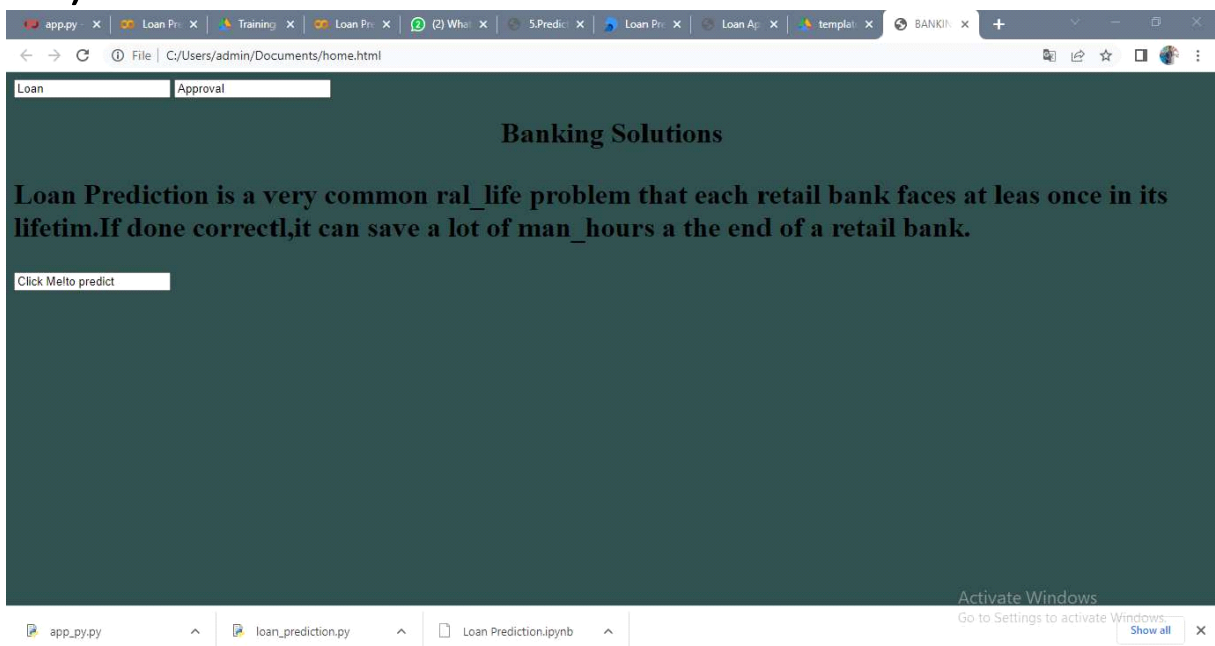 app.py - Loan Pre Training Loan Pre (2) What 5.Predic Loan Pre Loan Ap templat BANKIN
File C:/Users/admin/Documents/home.html
Loan Approval
Banking Solutions
Loan Prediction is a very common ral_life problem that each retail bank faces at leas once in its
lifetim.If done correctl,it can save a lot of man_hours a the end of a retail bank.
Click Melto predict
Activate Windows
Go to Settings to activate Windows.
app_py.py loan_prediction.py Loan Prediction.ipynb Show all